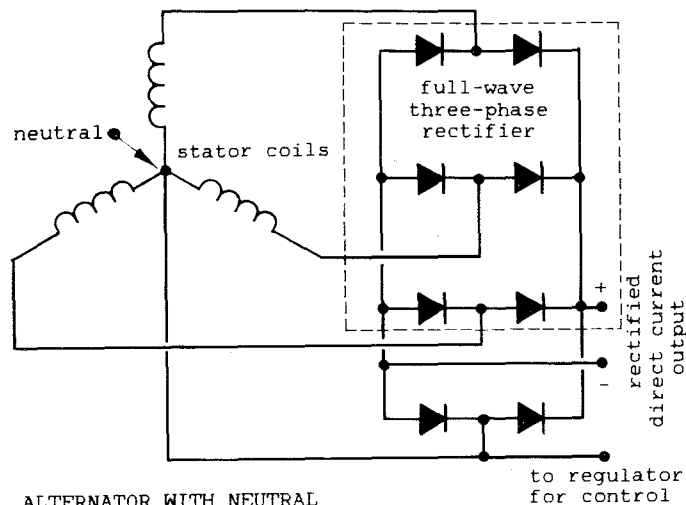 full-wave
three-phase
rectifier
neutral
stator coils
+
rectified
direct current
output
-
to regulator
for control
ALTERNATOR WITH NEUTRAL